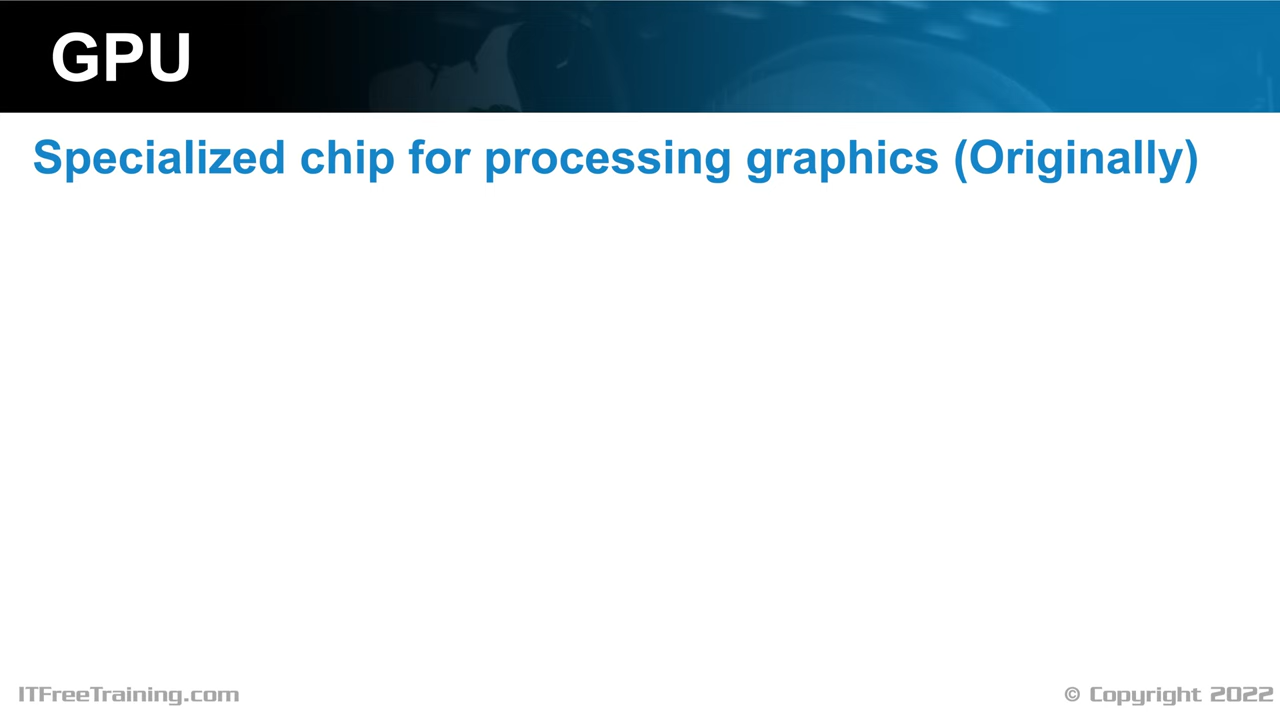 GPU
Specialized chip for processing graphics (Originally)
ITFreeTraining.com
© Copyright 2022